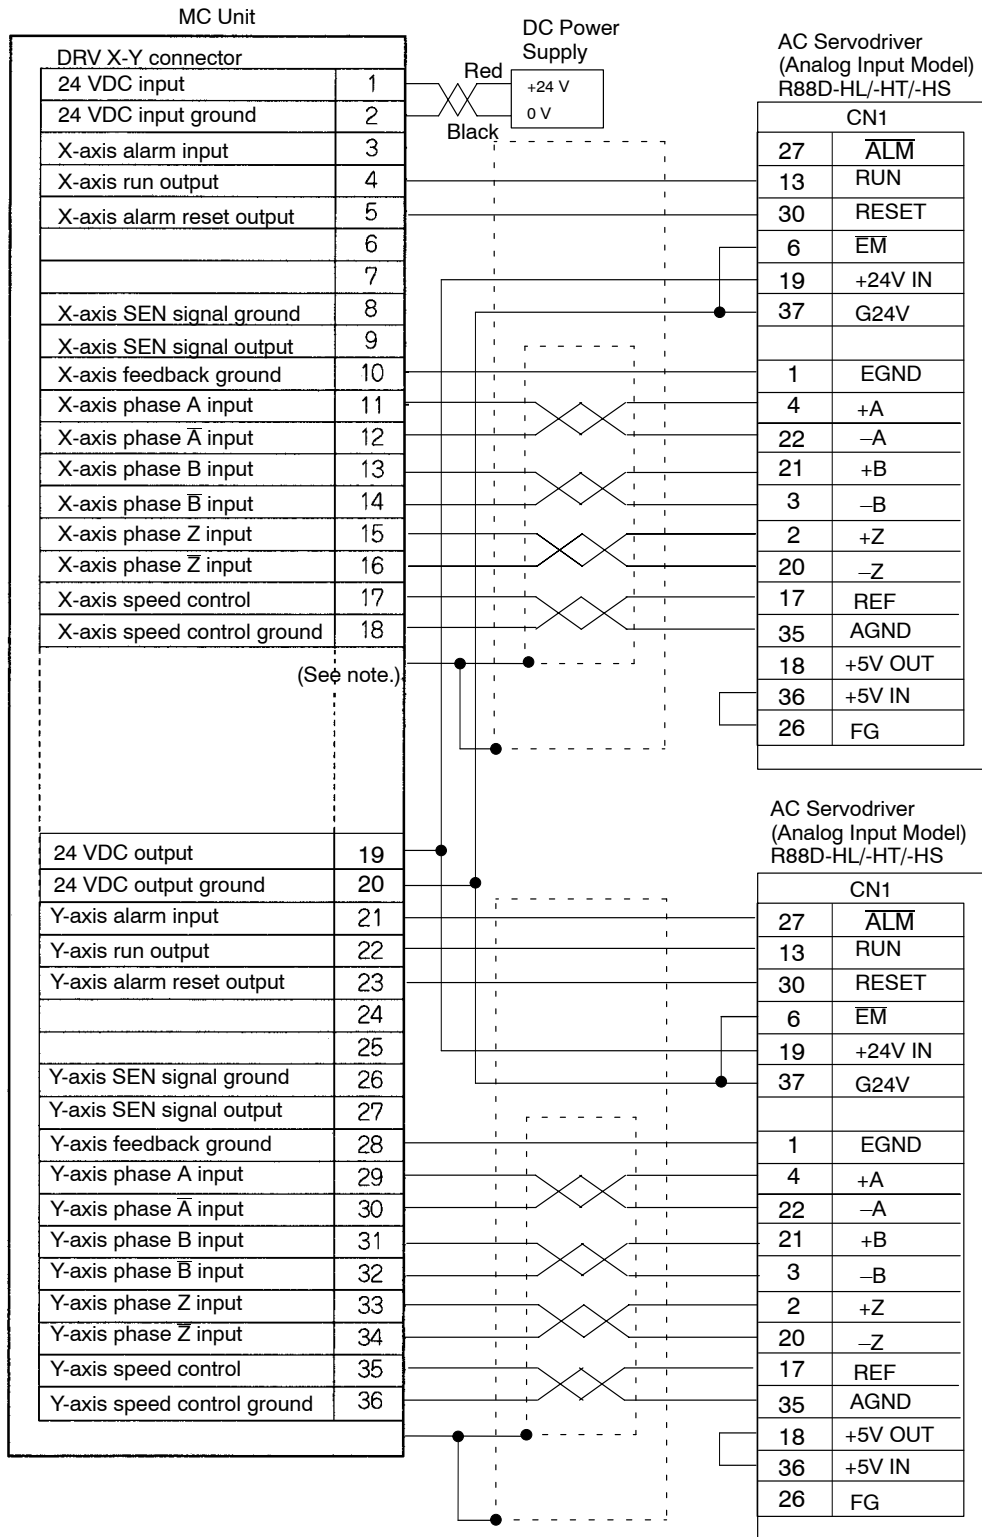 MC Unit
DRV X-Y connector
24 VDC input 1
24 VDC input ground 2
X-axis alarm input 3
X-axis run output 4
X-axis alarm reset output 5
6
7
X-axis SEN signal ground 8
X-axis SEN signal output 9
X-axis feedback ground 10
X-axis phase A input 11
X-axis phase A̅ input 12
X-axis phase B input 13
X-axis phase B̅ input 14
X-axis phase Z input 15
X-axis phase Z̅ input 16
X-axis speed control 17
X-axis speed control ground 18
(See note.)
24 VDC output 19
24 VDC output ground 20
Y-axis alarm input 21
Y-axis run output 22
Y-axis alarm reset output 23
24
25
Y-axis SEN signal ground 26
Y-axis SEN signal output 27
Y-axis feedback ground 28
Y-axis phase A input 29
Y-axis phase A̅ input 30
Y-axis phase B input 31
Y-axis phase B̅ input 32
Y-axis phase Z input 33
Y-axis phase Z̅ input 34
Y-axis speed control 35
Y-axis speed control ground 36
DC Power
Supply
Red
+24 V
0 V
Black
AC Servodriver
(Analog Input Model)
R88D-HL/-HT/-HS
CN1
27 A̅L̅M̅
13 RUN
30 RESET
6 E̅M̅
19 +24V IN
37 G24V
1 EGND
4 +A
22 –A
21 +B
3 –B
2 +Z
20 –Z
17 REF
35 AGND
18 +5V OUT
36 +5V IN
26 FG
AC Servodriver
(Analog Input Model)
R88D-HL/-HT/-HS
CN1
27 A̅L̅M̅
13 RUN
30 RESET
6 E̅M̅
19 +24V IN
37 G24V
1 EGND
4 +A
22 –A
21 +B
3 –B
2 +Z
20 –Z
17 REF
35 AGND
18 +5V OUT
36 +5V IN
26 FG